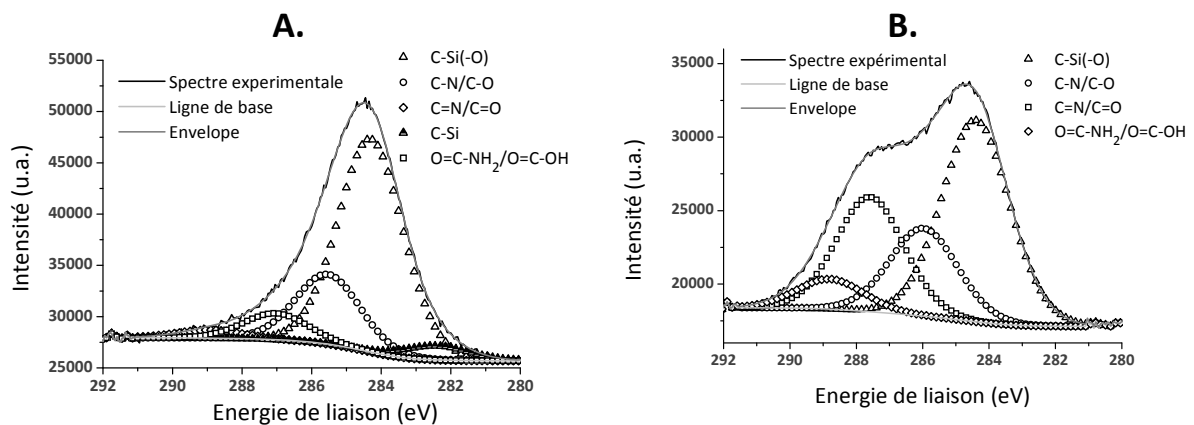 A.
55000
50000
45000
40000
35000
30000
25000
Intensité (u.a.)
Spectre experimentale
Ligne de base
Envelope
C-Si(-O)
C-N/C-O
C=N/C=O
C-Si
O=C-NH2/O=C-OH
292 290 288 286 284 282 280
Energie de liaison (eV)
B.
35000
30000
25000
20000
Intensité (u.a.)
Spectre expérimental
Ligne de base
Envelope
C-Si(-O)
C-N/C-O
C=N/C=O
O=C-NH2/O=C-OH
292 290 288 286 284 282 280
Energie de liaison (eV)